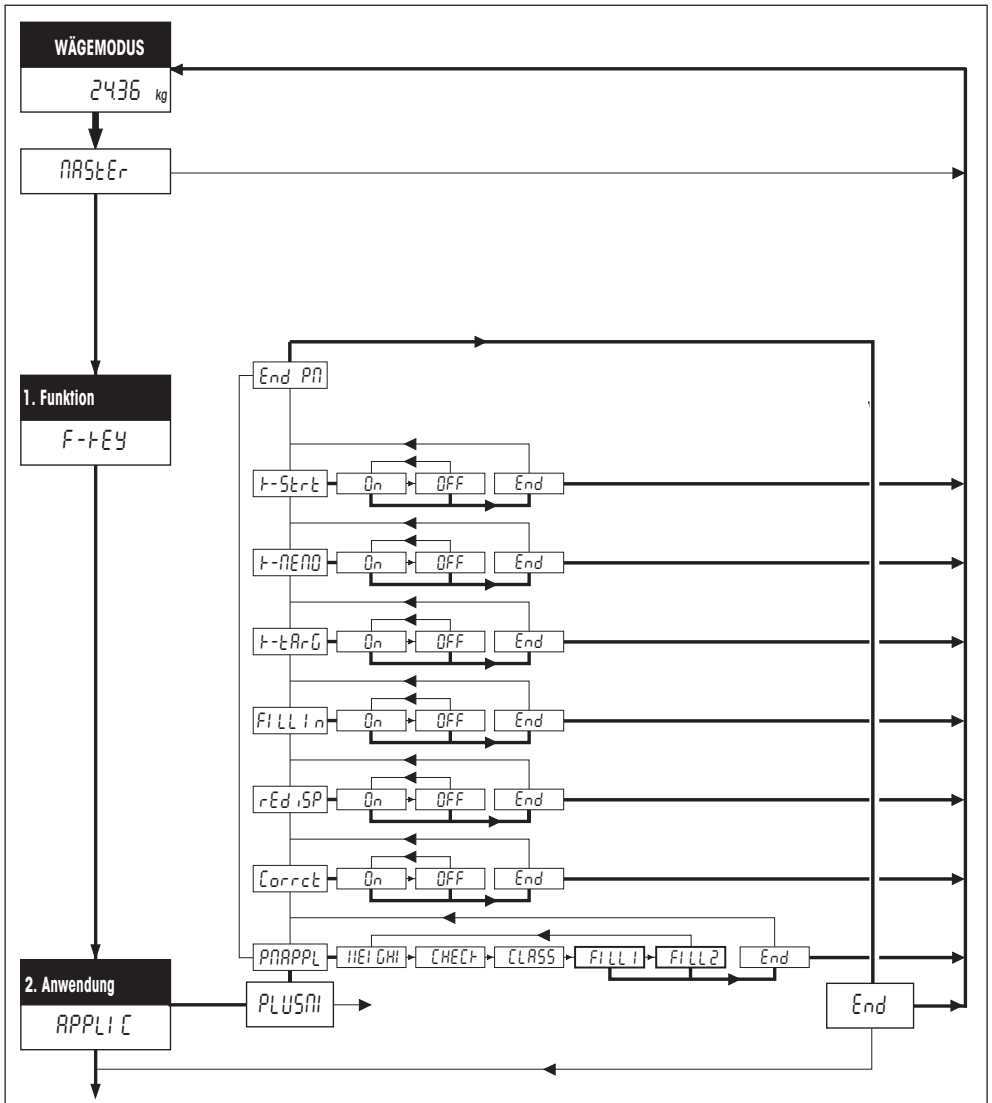 WÄGEMODUS
24.36 kg
MAStEr
1. Funktion
F-KEY
End PM
K-Strt On OFF End
K-MEMO On OFF End
K-tArG On OFF End
FILLIn On OFF End
rEdiSP On OFF End
Corrct On OFF End
PMAPPL WEIGHI CHECK CLASS FILL1 FILL2 End
2. Anwendung
APPLIC
PLUSMI
End